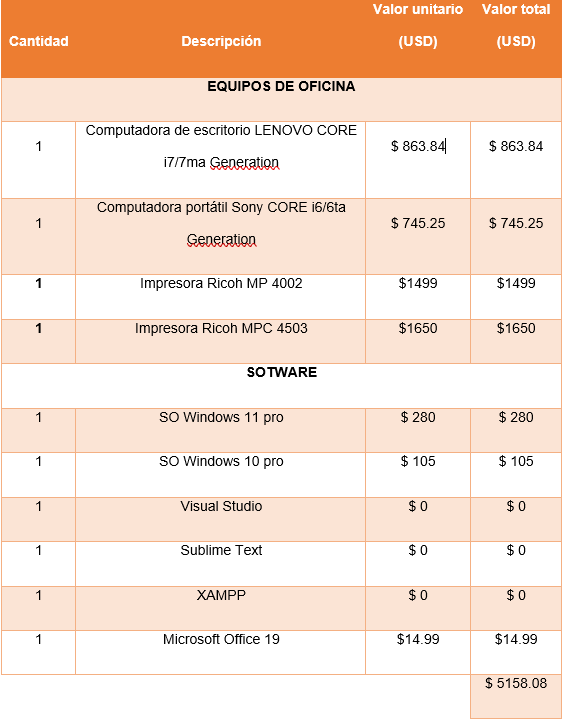 Cantidad Descripción Valor unitario (USD) Valor total (USD)
EQUIPOS DE OFICINA
1 Computadora de escritorio LENOVO CORE i7/7ma Generation $ 863.84 $ 863.84
1 Computadora portátil Sony CORE i6/6ta Generation $ 745.25 $ 745.25
1 Impresora Ricoh MP 4002 $1499 $1499
1 Impresora Ricoh MPC 4503 $1650 $1650
SOTWARE
1 SO Windows 11 pro $ 280 $ 280
1 SO Windows 10 pro $ 105 $ 105
1 Visual Studio $ 0 $ 0
1 Sublime Text $ 0 $ 0
1 XAMPP $ 0 $ 0
1 Microsoft Office 19 $14.99 $14.99
$ 5158.08